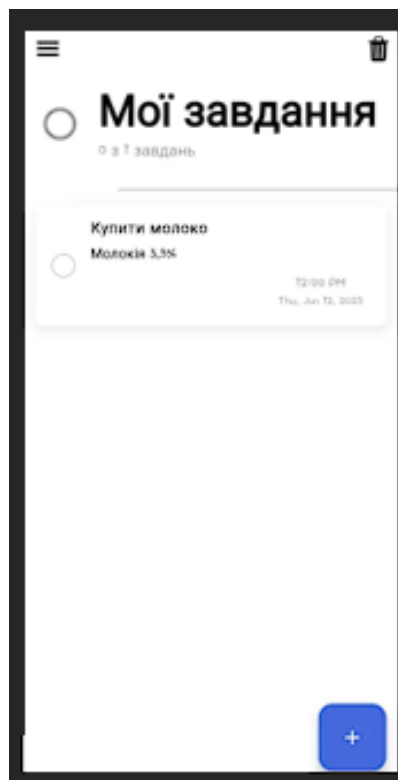 Мої завдання
0 з 1 завдань
Купити молоко
Молокія 3,5%
12:00 PM
Thu, Jun 12, 2025
+